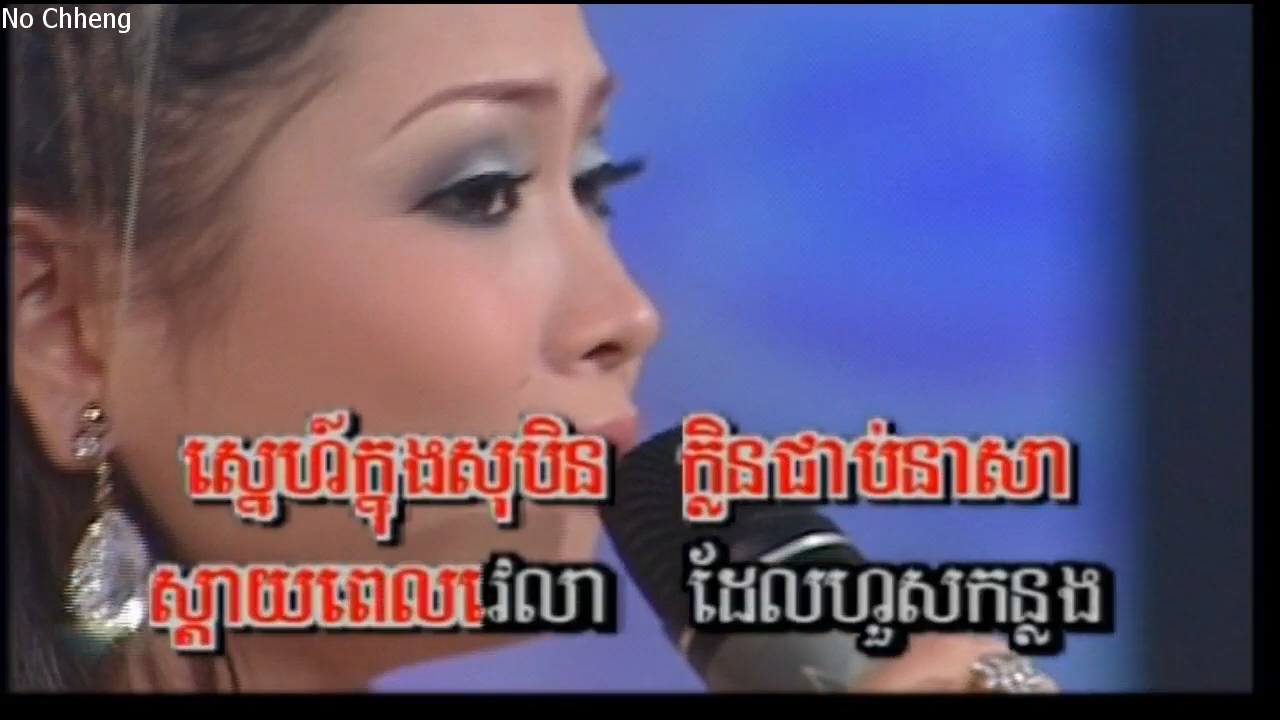 No Chheng
ស្នេហ៍ក្នុងសុបិន ក្លិនជាប់នាសា
ស្ដាយពេលវេលា ដែលហួសកន្លង